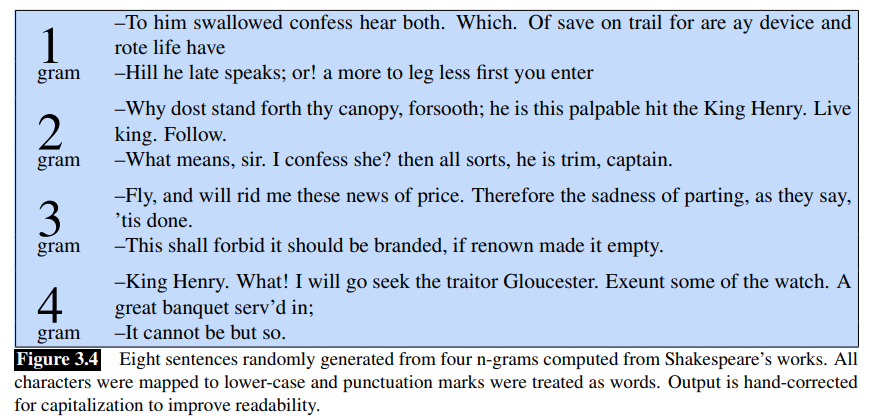 1
gram
–To him swallowed confess hear both. Which. Of save on trail for are ay device and
rote life have
–Hill he late speaks; or! a more to leg less first you enter
2
gram
–Why dost stand forth thy canopy, forsooth; he is this palpable hit the King Henry. Live
king. Follow.
–What means, sir. I confess she? then all sorts, he is trim, captain.
3
gram
–Fly, and will rid me these news of price. Therefore the sadness of parting, as they say,
’tis done.
–This shall forbid it should be branded, if renown made it empty.
4
gram
–King Henry. What! I will go seek the traitor Gloucester. Exeunt some of the watch. A
great banquet serv’d in;
–It cannot be but so.
Figure 3.4 Eight sentences randomly generated from four n-grams computed from Shakespeare’s works. All
characters were mapped to lower-case and punctuation marks were treated as words. Output is hand-corrected
for capitalization to improve readability.